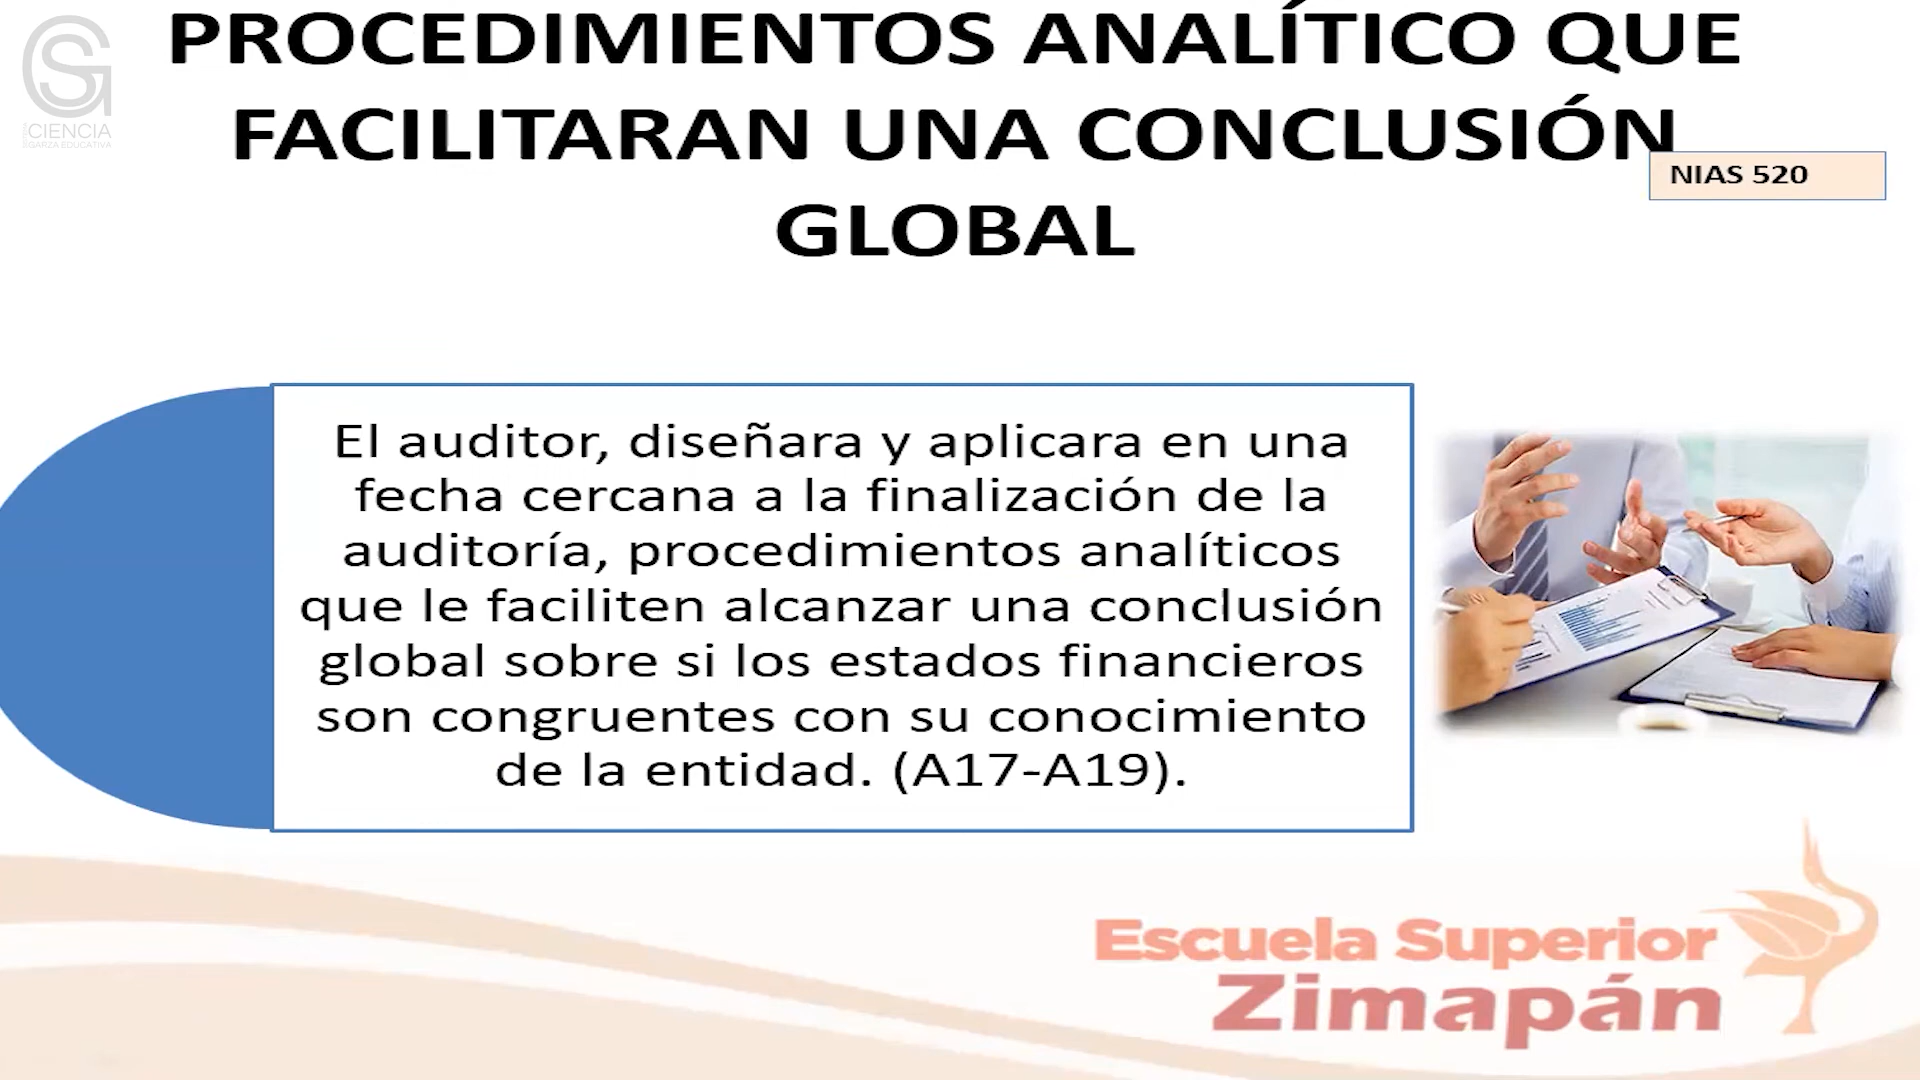 PROCEDIMIENTOS ANALÍTICO QUE
FACILITARAN UNA CONCLUSIÓN
GLOBAL
NIAS 520
El auditor, diseñara y aplicara en una
fecha cercana a la finalización de la
auditoría, procedimientos analíticos
que le faciliten alcanzar una conclusión
global sobre si los estados financieros
son congruentes con su conocimiento
de la entidad. (A17-A19).
CIENCIA
GARZA EDUCATIVA
Escuela Superior
Zimapán